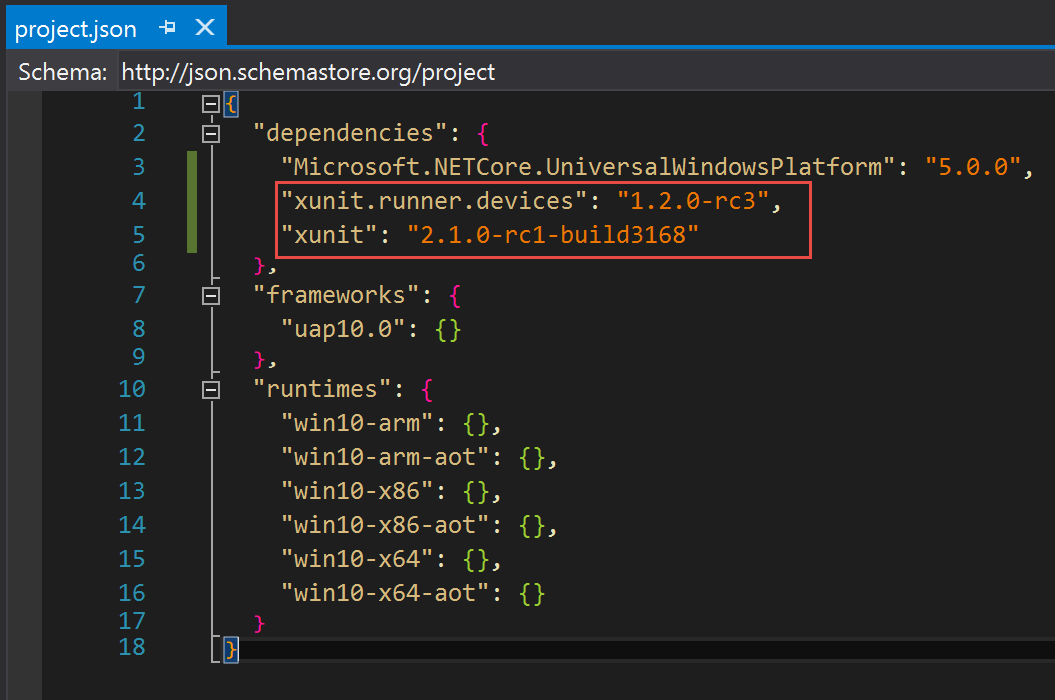 project.json
Schema: http://json.schemastore.org/project
1 {
2 "dependencies": {
3 "Microsoft.NETCore.UniversalWindowsPlatform": "5.0.0",
4 "xunit.runner.devices": "1.2.0-rc3",
5 "xunit": "2.1.0-rc1-build3168"
6 },
7 "frameworks": {
8 "uap10.0": {}
9 },
10 "runtimes": {
11 "win10-arm": {},
12 "win10-arm-aot": {},
13 "win10-x86": {},
14 "win10-x86-aot": {},
15 "win10-x64": {},
16 "win10-x64-aot": {}
17 }
18 }